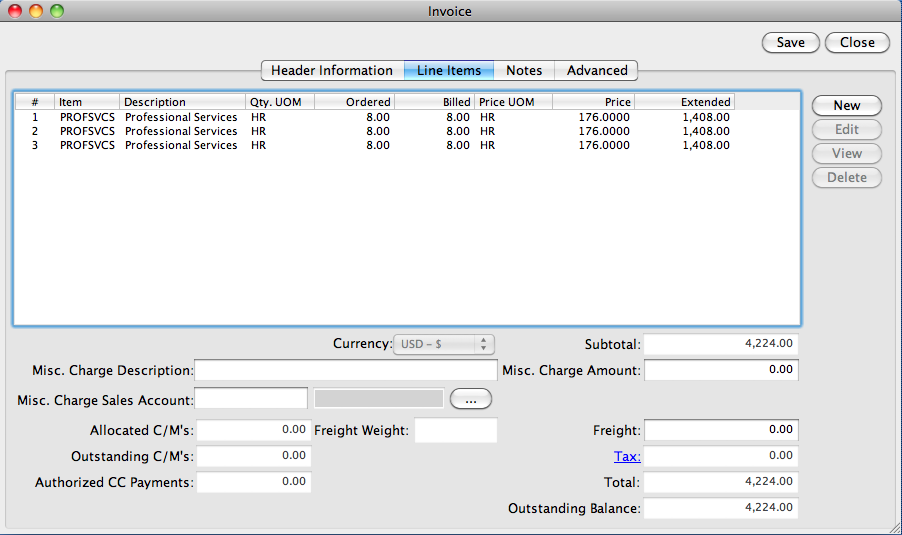 Invoice
Save Close
Header Information Line Items Notes Advanced
# Item Description Qty. UOM Ordered Billed Price UOM Price Extended
1 PROFSVCS Professional Services HR 8.00 8.00 HR 176.0000 1,408.00
2 PROFSVCS Professional Services HR 8.00 8.00 HR 176.0000 1,408.00
3 PROFSVCS Professional Services HR 8.00 8.00 HR 176.0000 1,408.00
New
Edit
View
Delete
Currency: USD - $ Subtotal: 4,224.00
Misc. Charge Description: Misc. Charge Amount: 0.00
Misc. Charge Sales Account: ...
Allocated C/M's: 0.00 Freight Weight: Freight: 0.00
Outstanding C/M's: 0.00 Tax: 0.00
Authorized CC Payments: 0.00 Total: 4,224.00
Outstanding Balance: 4,224.00